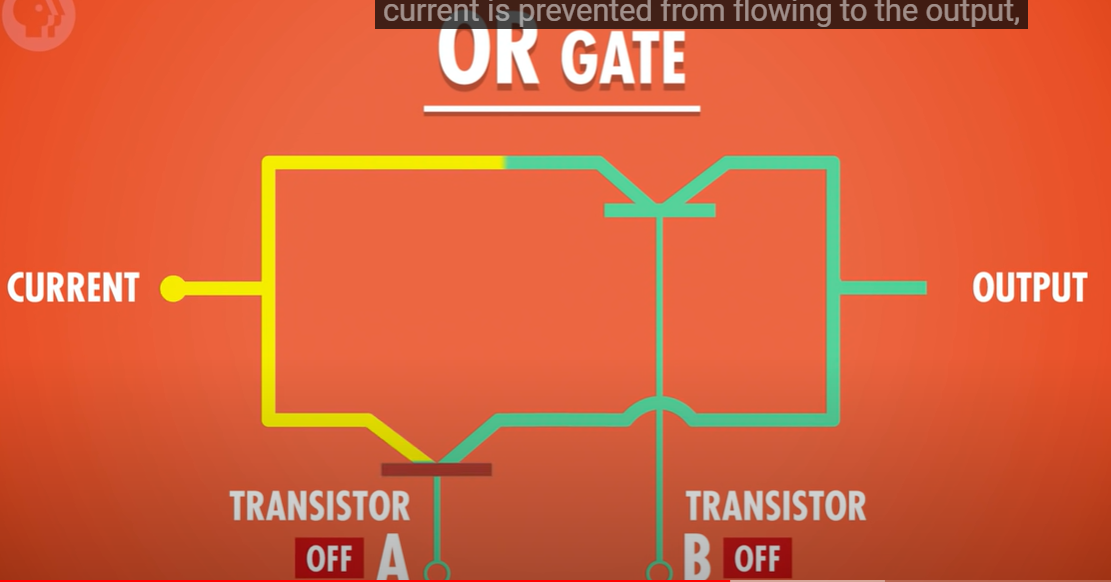 current is prevented from flowing to the output,
OR GATE
CURRENT
OUTPUT
TRANSISTOR
OFF A
TRANSISTOR
B OFF